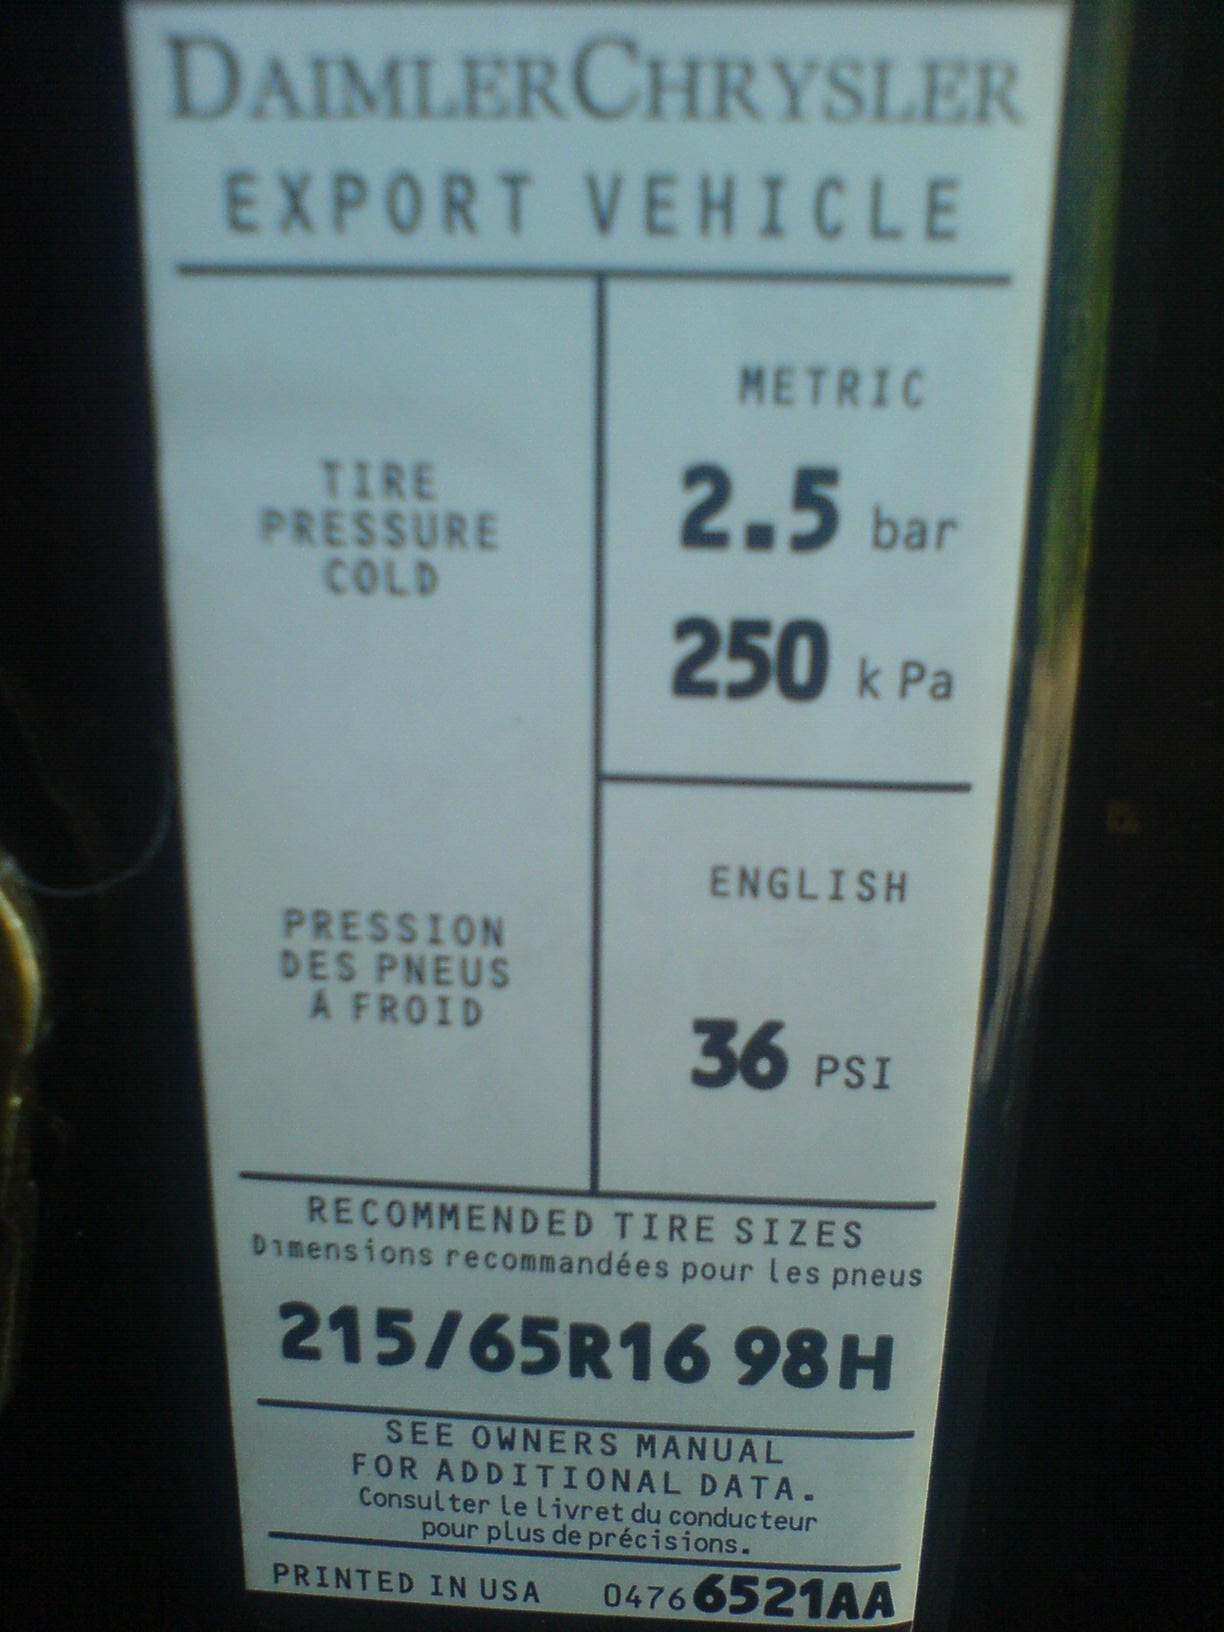 DAIMLERCHRYSLER
EXPORT VEHICLE
TIRE
PRESSURE
COLD
METRIC
2.5 bar
250 k Pa
PRESSION
DES PNEUS
À FROID
ENGLISH
36 PSI
RECOMMENDED TIRE SIZES
Dimensions recommandées pour les pneus
215/65R16 98H
SEE OWNERS MANUAL
FOR ADDITIONAL DATA.
Consulter le livret du conducteur
pour plus de précisions.
PRINTED IN USA 04766521AA